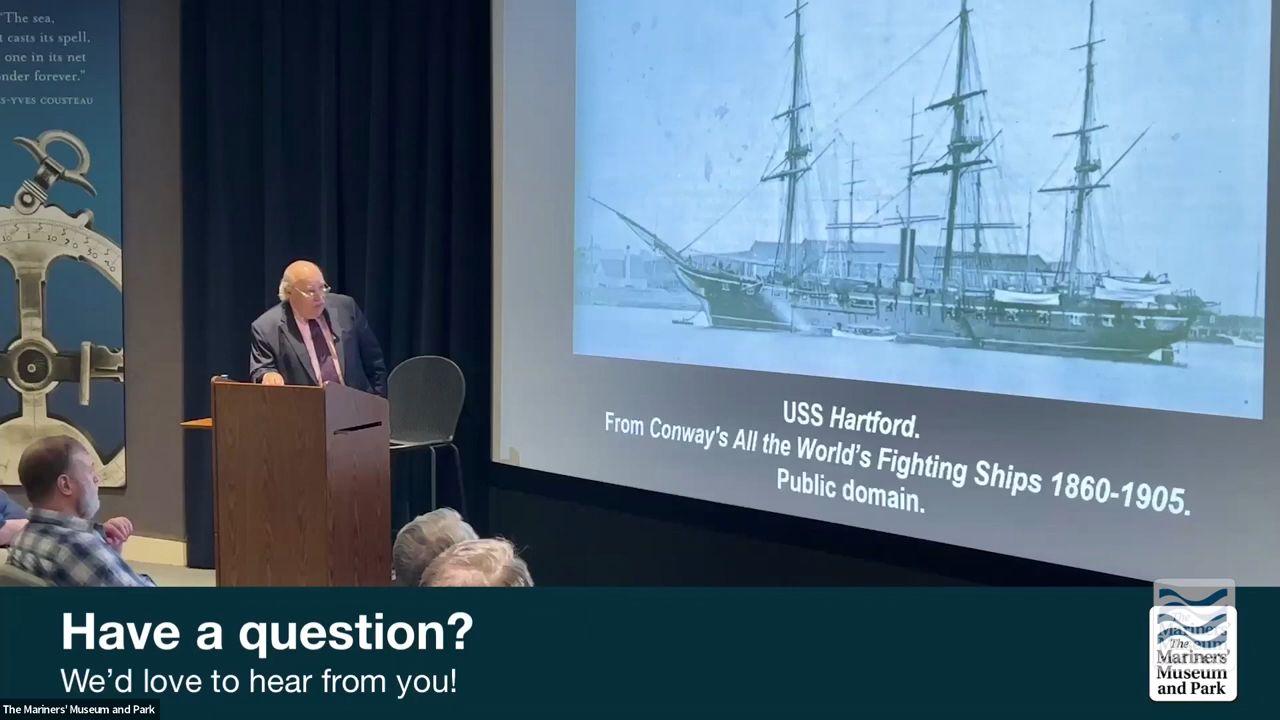 "The sea,
t casts its spell,
one in its net
nder forever."
S-YVES COUSTEAU
USS Hartford.
From Conway's All the World's Fighting Ships 1860-1905.
Public domain.
Have a question?
We'd love to hear from you!
The
Mariners'
Museum
and Park
The Mariners' Museum and Park